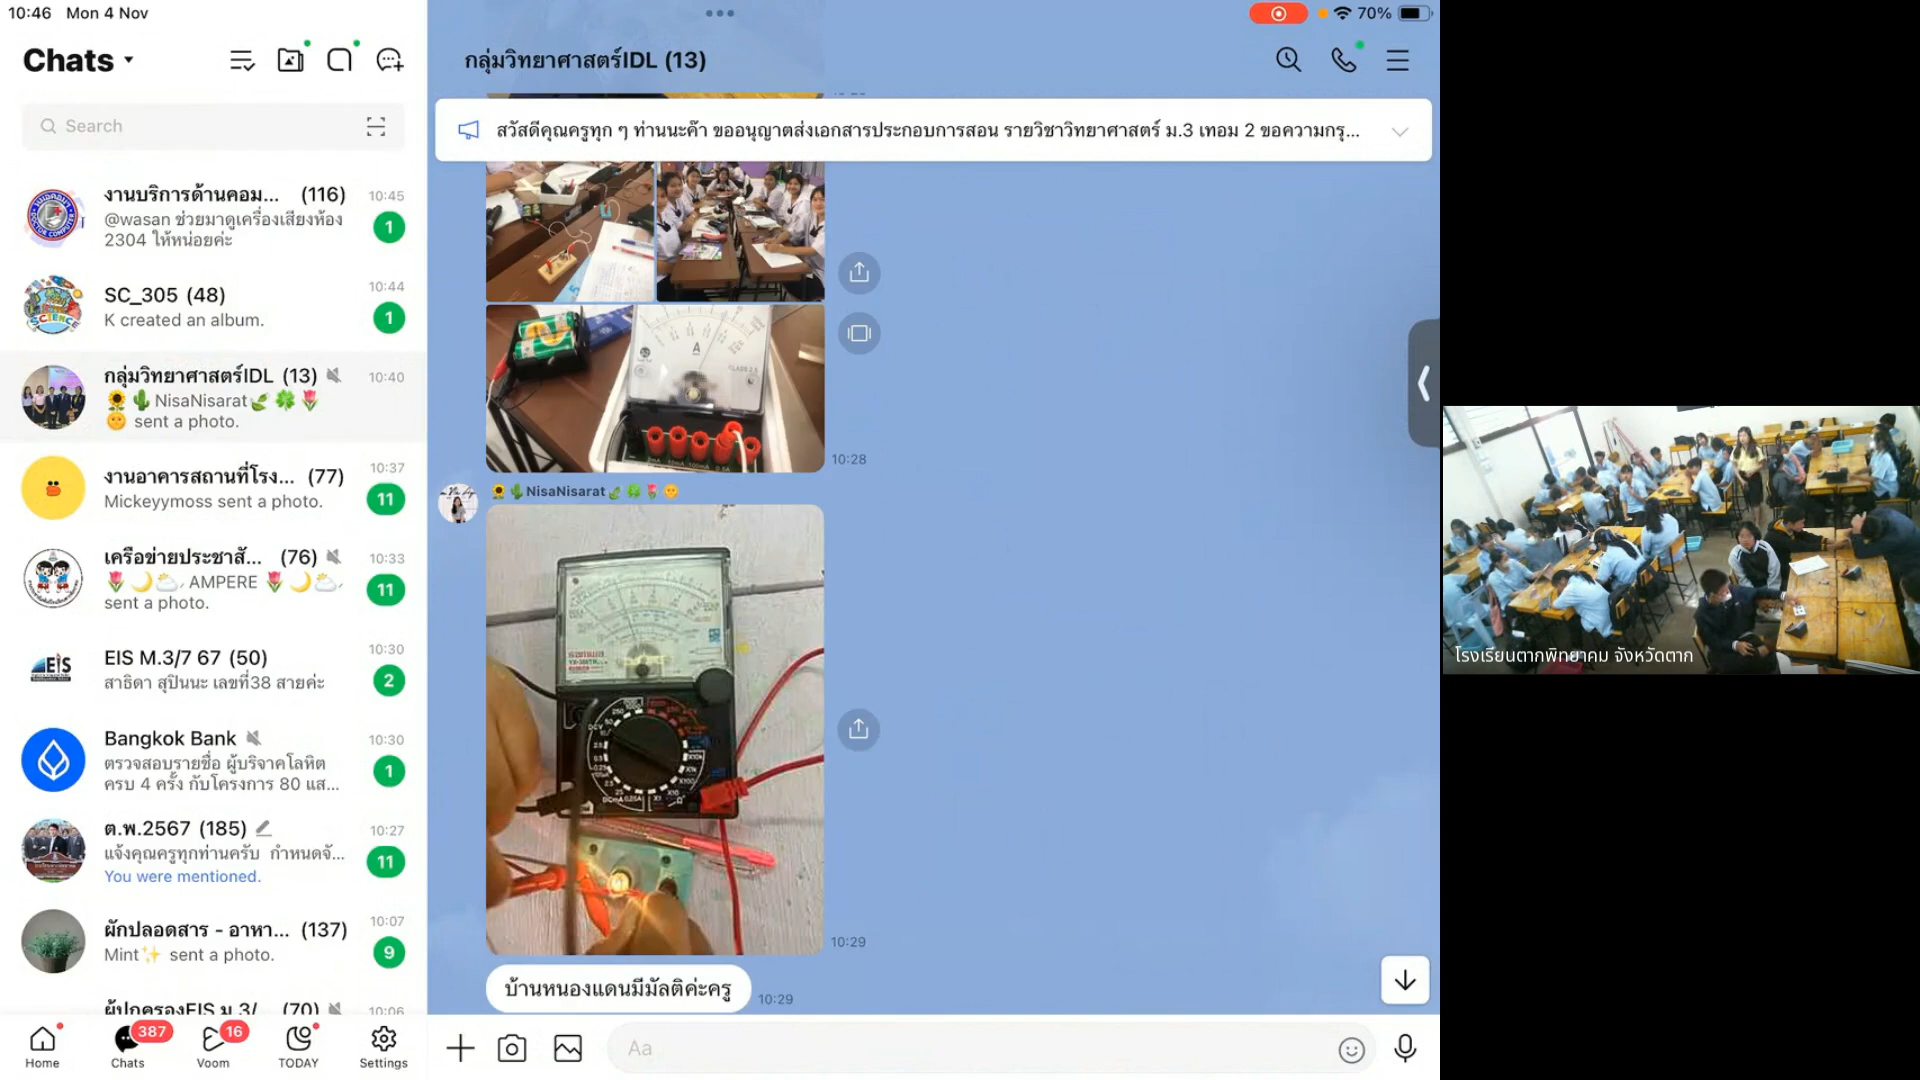 10:46 Mon 4 Nov
70%
Chats
Search
งานบริการด้านคอม... (116)
10:45
@wasan ช่วยมาดูเครื่องเสียงห้อง
2304 ให้หน่อยค่ะ
1
SC_305 (48)
10:44
K created an album.
1
กลุ่มวิทยาศาสตร์IDL (13)
10:40
NisaNisarat
sent a photo.
งานอาคารสถานที่โรง... (77)
10:37
Mickeyymoss sent a photo.
11
เครือข่ายประชาสั... (76)
10:33
AMPERE
sent a photo.
11
EIS M.3/7 67 (50)
10:30
สาธิตา สุปินนะ เลขที่38 สายค่ะ
2
Bangkok Bank
10:30
ตรวจสอบรายชื่อ ผู้บริจาคโลหิต
ครบ 4 ครั้ง กับโครงการ 80 แส...
1
ต.พ.2567 (185)
10:27
แจ้งคุณครูทุกท่านครับ กำหนดจั...
You were mentioned.
11
ผักปลอดสาร - อาหา... (137)
10:07
Mint sent a photo.
9
ผู้ปกครองEIS ม.3/ (70)
10:06
387
16
Home
Chats
Voom
TODAY
Settings
กลุ่มวิทยาศาสตร์IDL (13)
สวัสดีคุณครูทุก ๆ ท่านนะค๊า ขออนุญาตส่งเอกสารประกอบการสอน รายวิชาวิทยาศาสตร์ ม.3 เทอม 2 ขอความกรุ...
A
CLASS 2.5
10:28
NisaNisarat
sanwa
10:29
บ้านหนองแดนมีมัลติค่ะครู
10:29
Aa
โรงเรียนตากพิทยาคม จังหวัดตาก